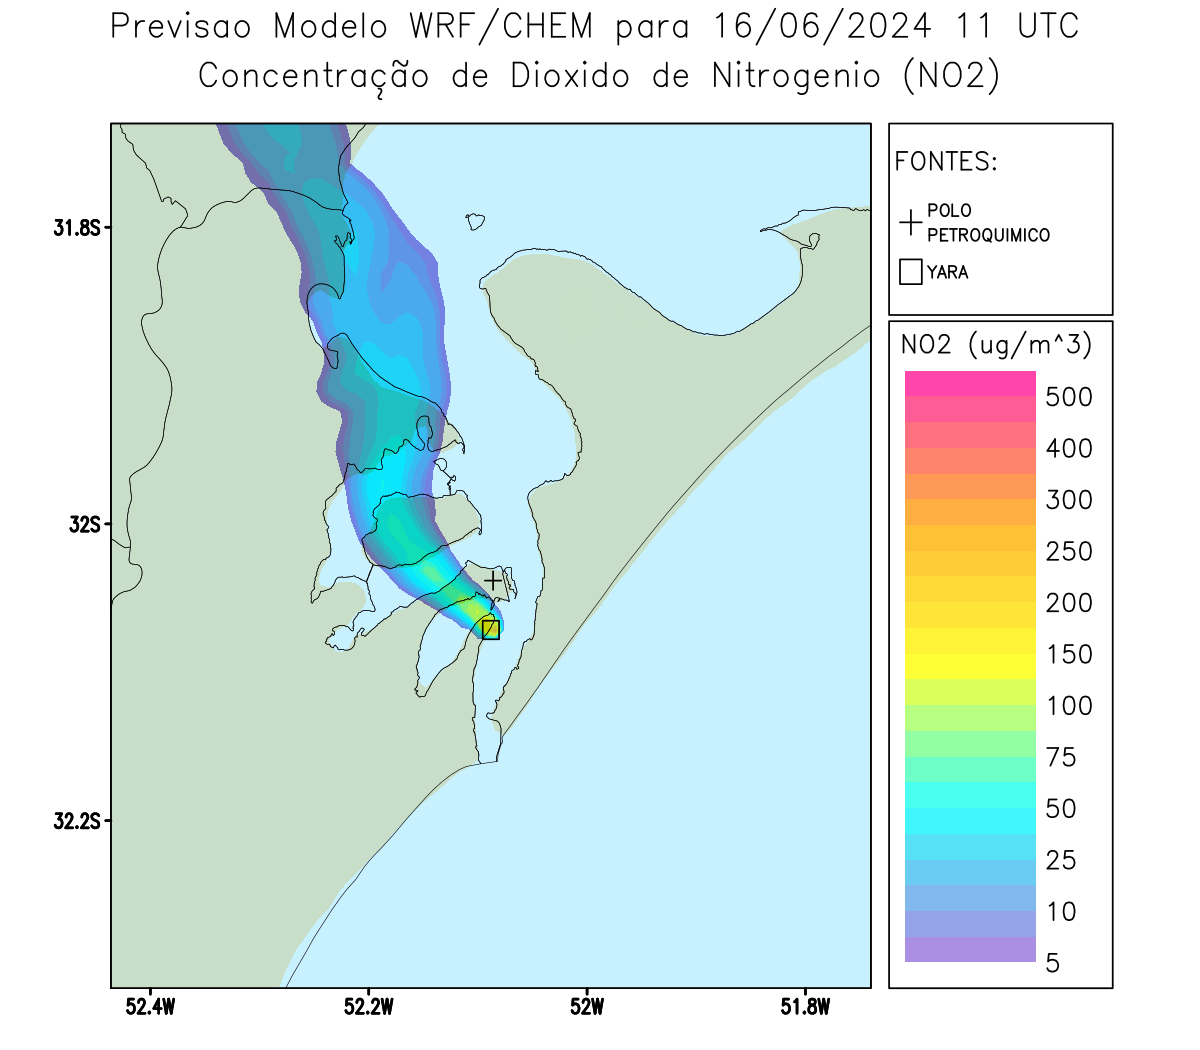 Previsao Modelo WRF/CHEM para 16/06/2024 11 UTC
Concentração de Dioxido de Nitrogenio (NO2)
FONTES:
POLO
PETROQUIMICO
YARA
NO2 (ug/m^3)
500
400
300
250
200
150
100
75
50
25
10
5
31.8S
32S
32.2S
52.4W
52.2W
52W
51.8W